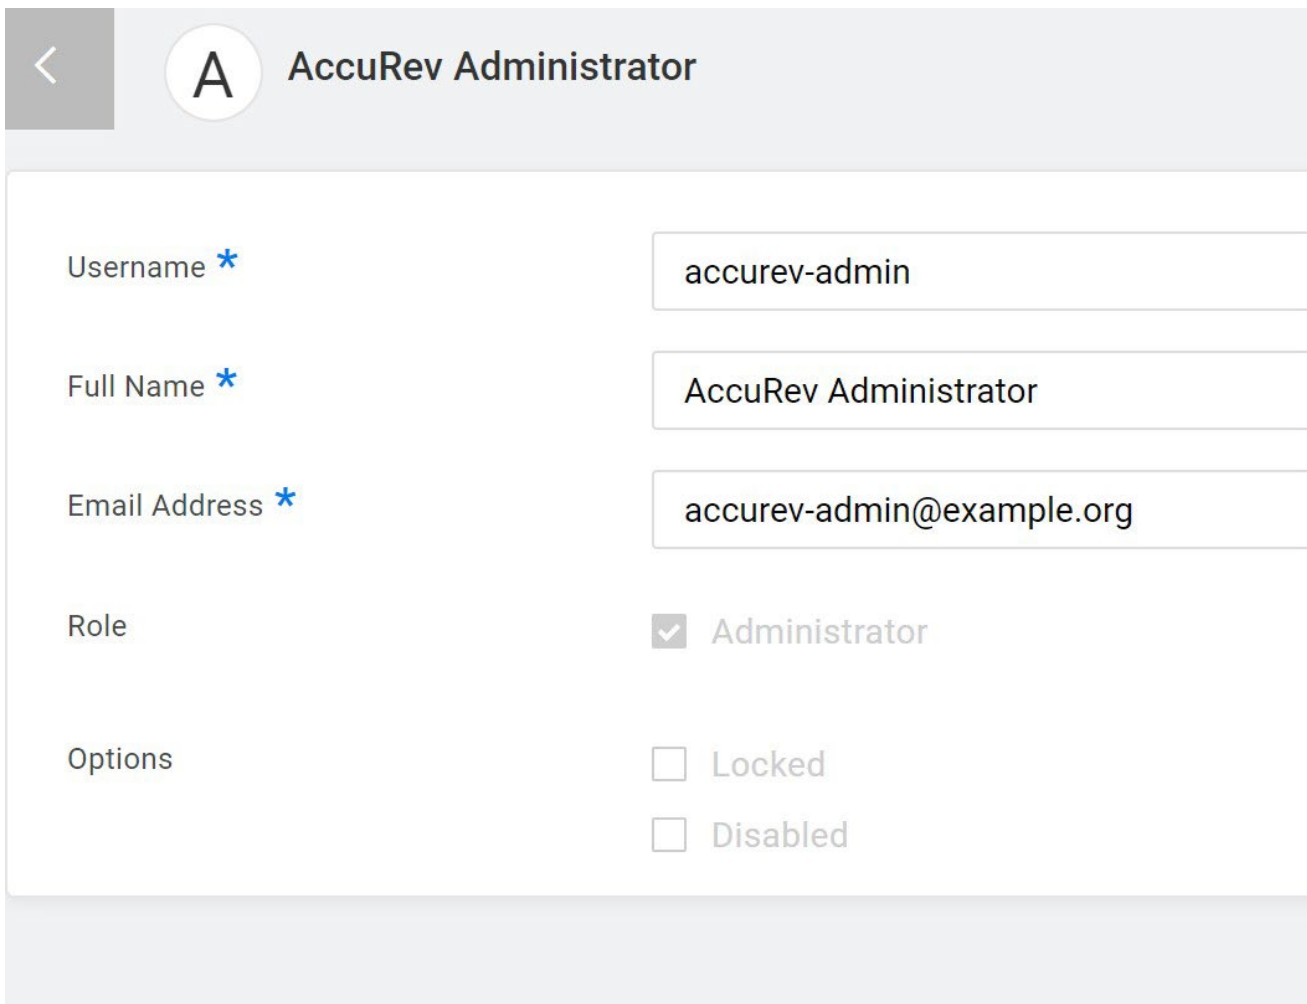 A
AccuRev Administrator
Username *
accurev-admin
Full Name *
AccuRev Administrator
Email Address *
accurev-admin@example.org
Role
Administrator
Options
Locked
Disabled